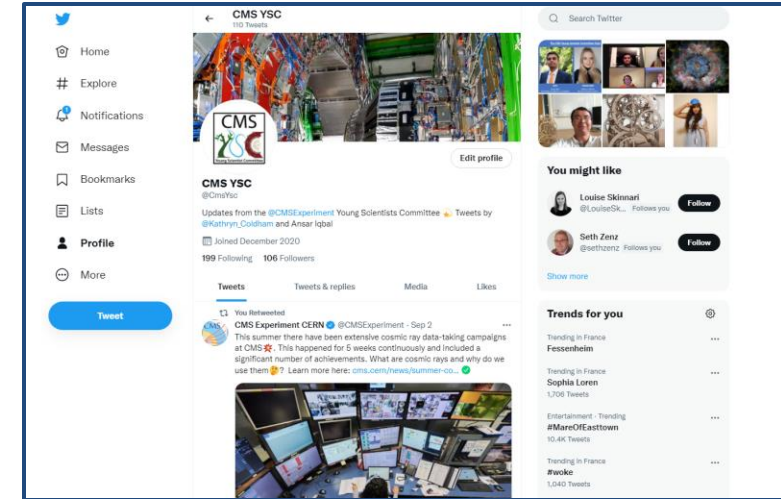 Home
Explore
Notifications
Messages
Bookmarks
Lists
Profile
More
Tweet
CMS YSC
110 Tweets
CMS
YSC
Young Scientists Committee
Edit profile
CMS YSC
@CmsYsc
Updates from the @CMSExperiment Young Scientists Committee 💫 Tweets by
@Kathryn_Coldham and Ansar Iqbal
Joined December 2020
199 Following 106 Followers
Tweets Tweets & replies Media Likes
You Retweeted
CMS Experiment CERN @CMSExperiment · Sep 2
This summer there have been extensive cosmic ray data-taking campaigns
at CMS💥. This happened for 5 weeks continuously and included a
significant number of achievements. What are cosmic rays and why do we
use them🤔? Learn more here: cms.cern/news/summer-co... ✅
Search Twitter
You might like
Louise Skinnari
@LouiseSk... Follows you
Follow
Seth Zenz
@sethzenz Follows you
Follow
Show more
Trends for you
Trending in France
Fessenheim
Trending in France
Sophia Loren
1,706 Tweets
Entertainment · Trending
#MareOfEasttown
10.4K Tweets
Trending in France
#woke
1,040 Tweets